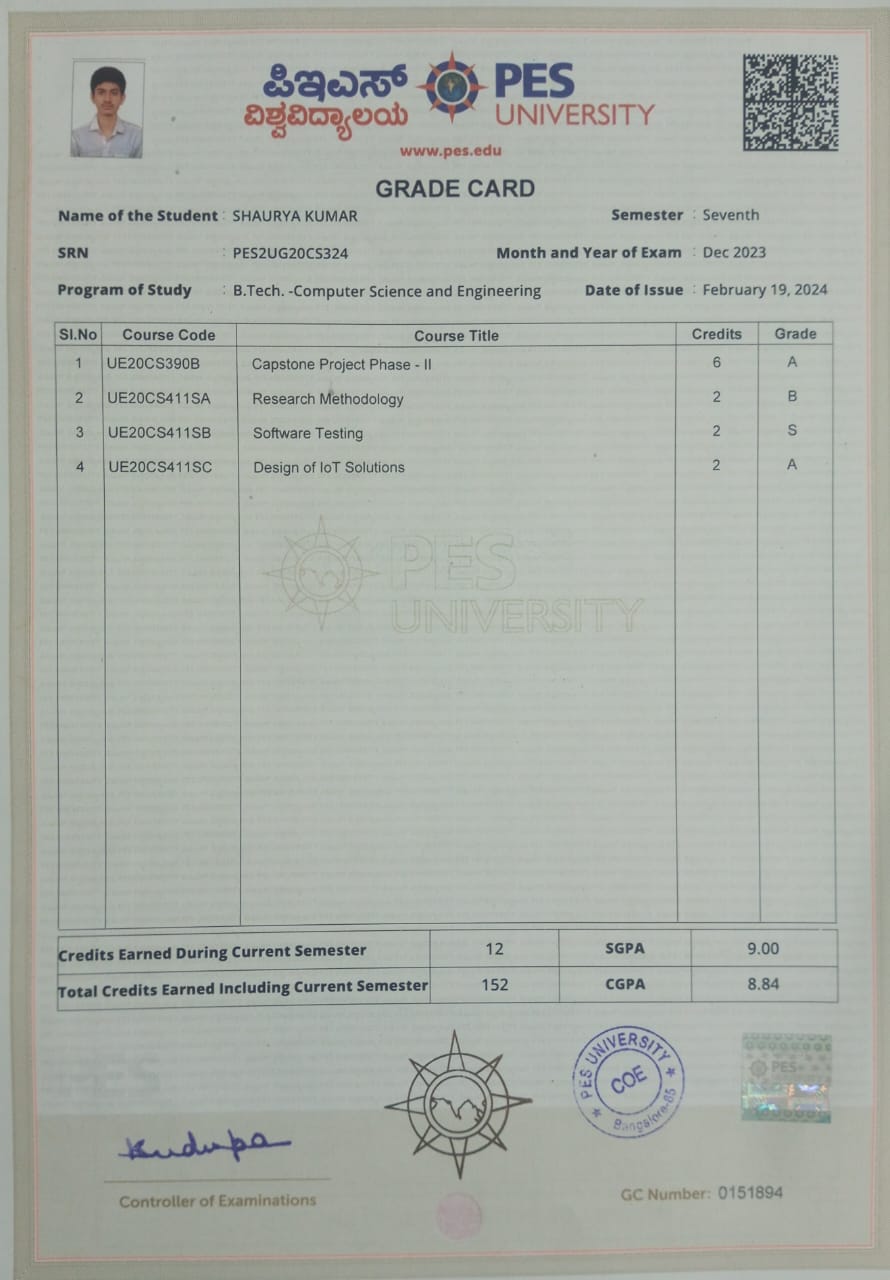 ಪಿಇಎಸ್ PES
ವಿಶ್ವವಿದ್ಯಾಲಯ UNIVERSITY
www.pes.edu
GRADE CARD
Name of the Student : SHAURYA KUMAR Semester : Seventh
SRN : PES2UG20CS324 Month and Year of Exam : Dec 2023
Program of Study : B.Tech. -Computer Science and Engineering Date of Issue : February 19, 2024
Sl.No Course Code Course Title Credits Grade
1 UE20CS390B Capstone Project Phase - II 6 A
2 UE20CS411SA Research Methodology 2 B
3 UE20CS411SB Software Testing 2 S
4 UE20CS411SC Design of IoT Solutions 2 A
PES
UNIVERSITY
Credits Earned During Current Semester 12 SGPA 9.00
Total Credits Earned Including Current Semester 152 CGPA 8.84
PES UNIVERSITY
COE
Bangalore-85
PES
Kudupa
Controller of Examinations
GC Number: 0151894